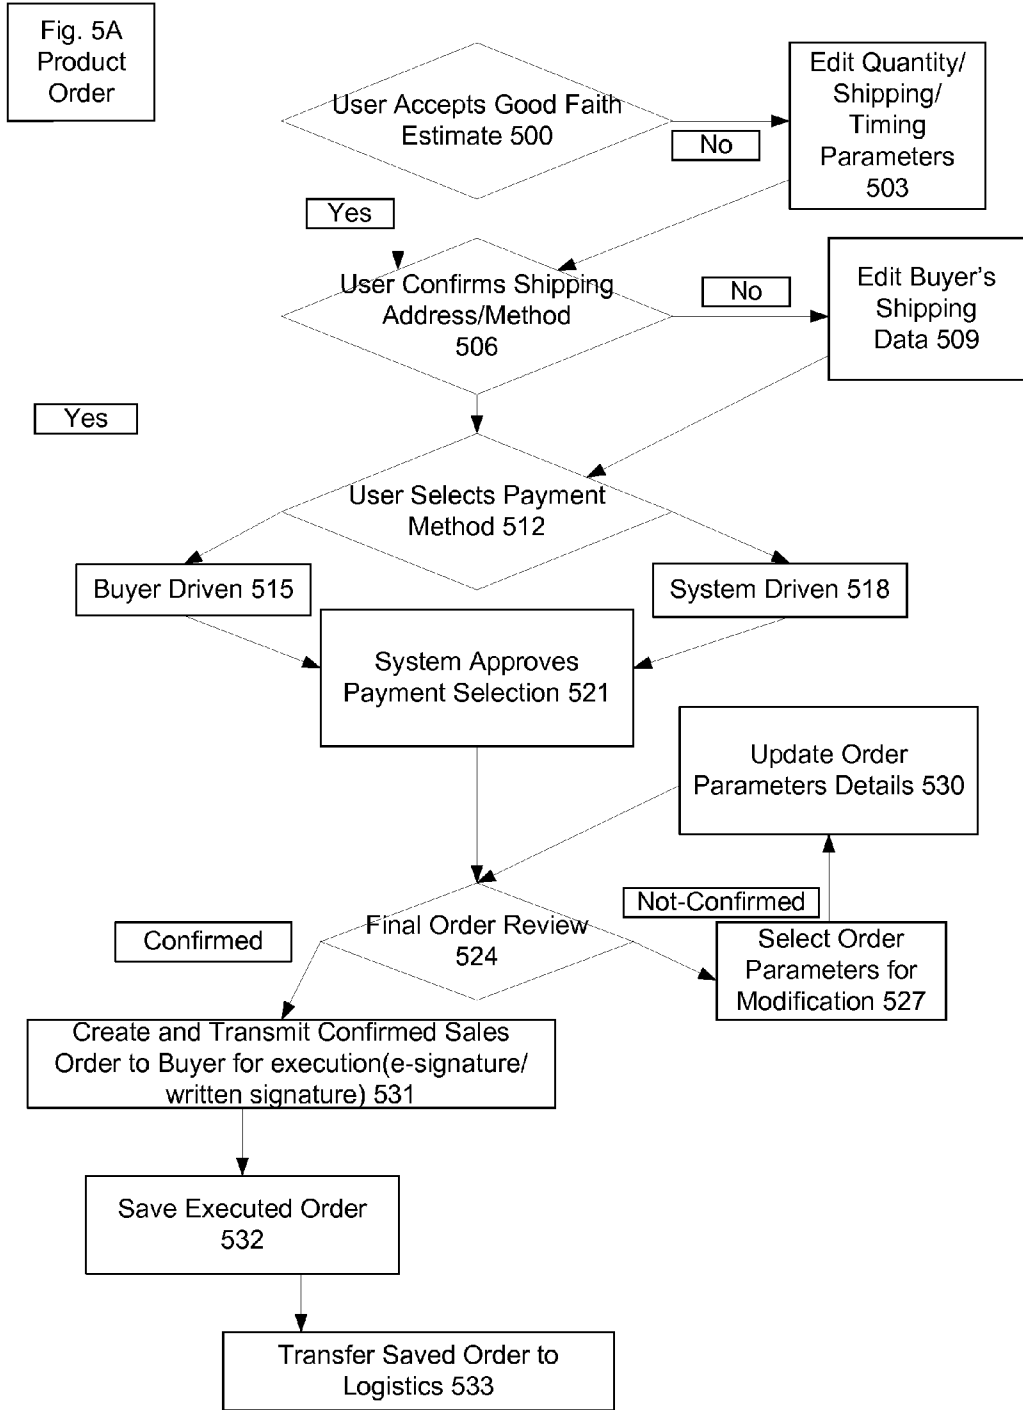 Fig. 5A
Product
Order
User Accepts Good Faith
Estimate 500
No
Edit Quantity/
Shipping/
Timing
Parameters
503
Yes
User Confirms Shipping
Address/Method
506
No
Edit Buyer's
Shipping
Data 509
Yes
User Selects Payment
Method 512
Buyer Driven 515
System Driven 518
System Approves
Payment Selection 521
Update Order
Parameters Details 530
Not-Confirmed
Confirmed
Final Order Review
524
Select Order
Parameters for
Modification 527
Create and Transmit Confirmed Sales
Order to Buyer for execution(e-signature/
written signature) 531
Save Executed Order
532
Transfer Saved Order to
Logistics 533